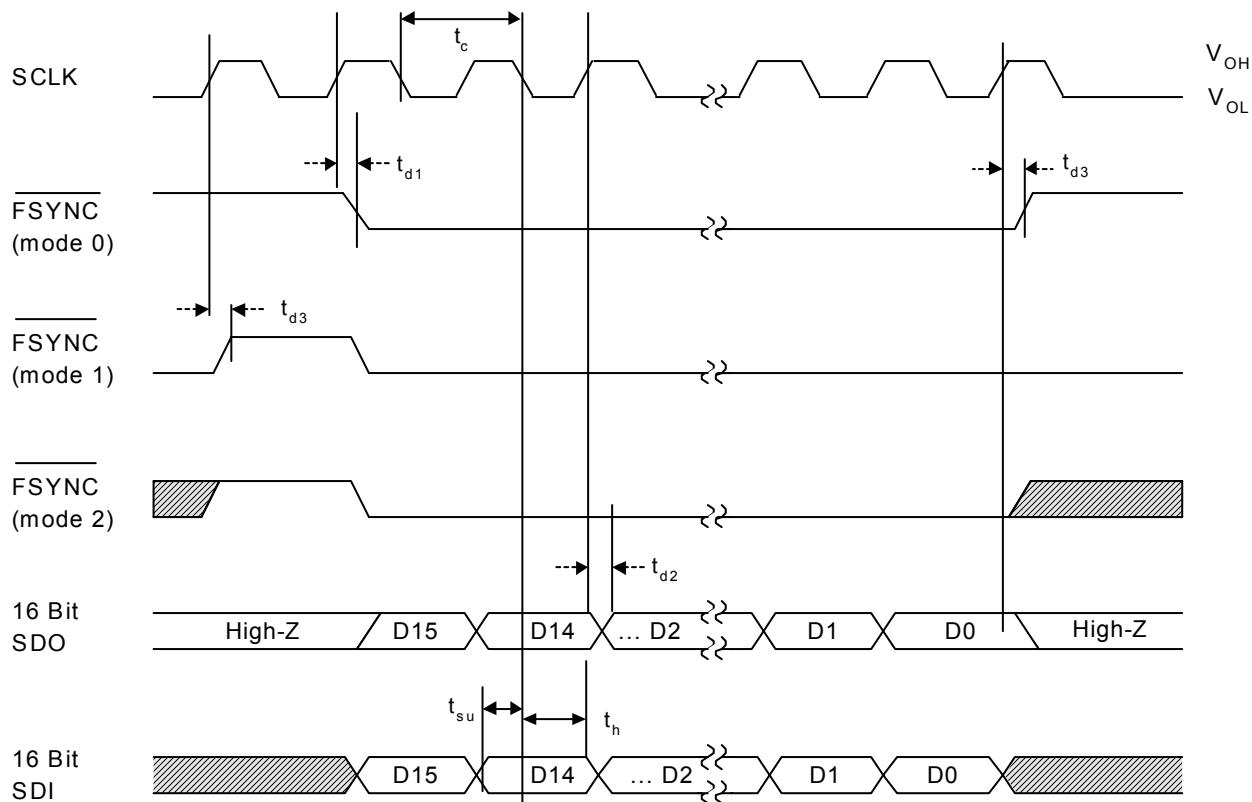 t_c
SCLK
V_OH
V_OL
t_d1
t_d3
FSYNC
(mode 0)
t_d3
FSYNC
(mode 1)
FSYNC
(mode 2)
t_d2
16 Bit
SDO
High-Z
D15
D14
... D2
D1
D0
High-Z
t_su
t_h
16 Bit
SDI
D15
D14
... D2
D1
D0